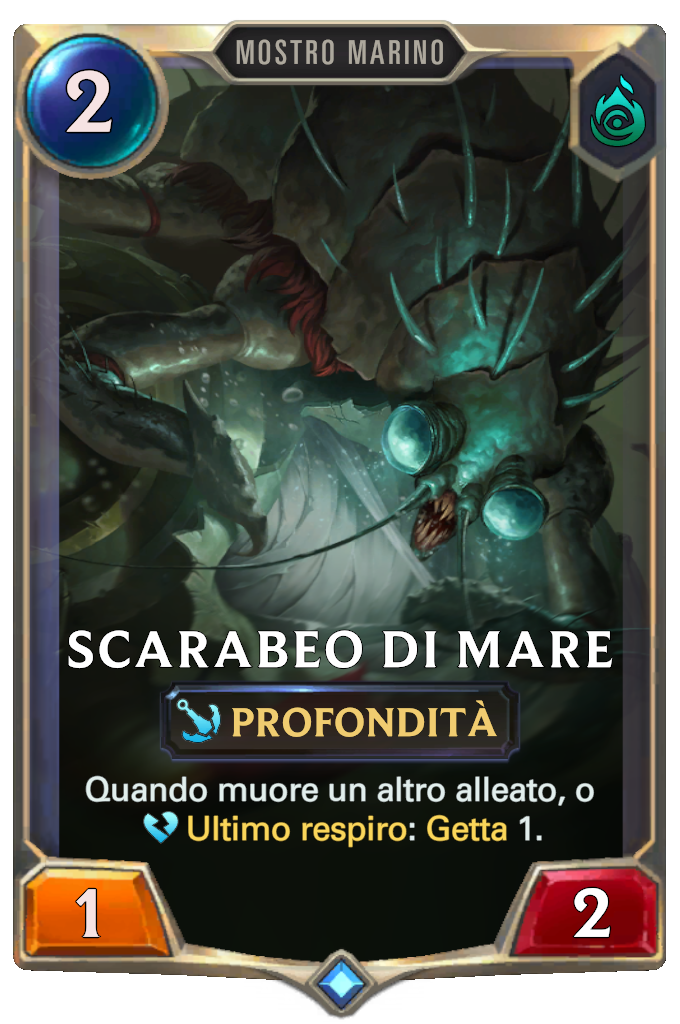 MOSTRO MARINO
2
SCARABEO DI MARE
PROFONDITÀ
Quando muore un altro alleato, o
Ultimo respiro: Getta 1.
1
2